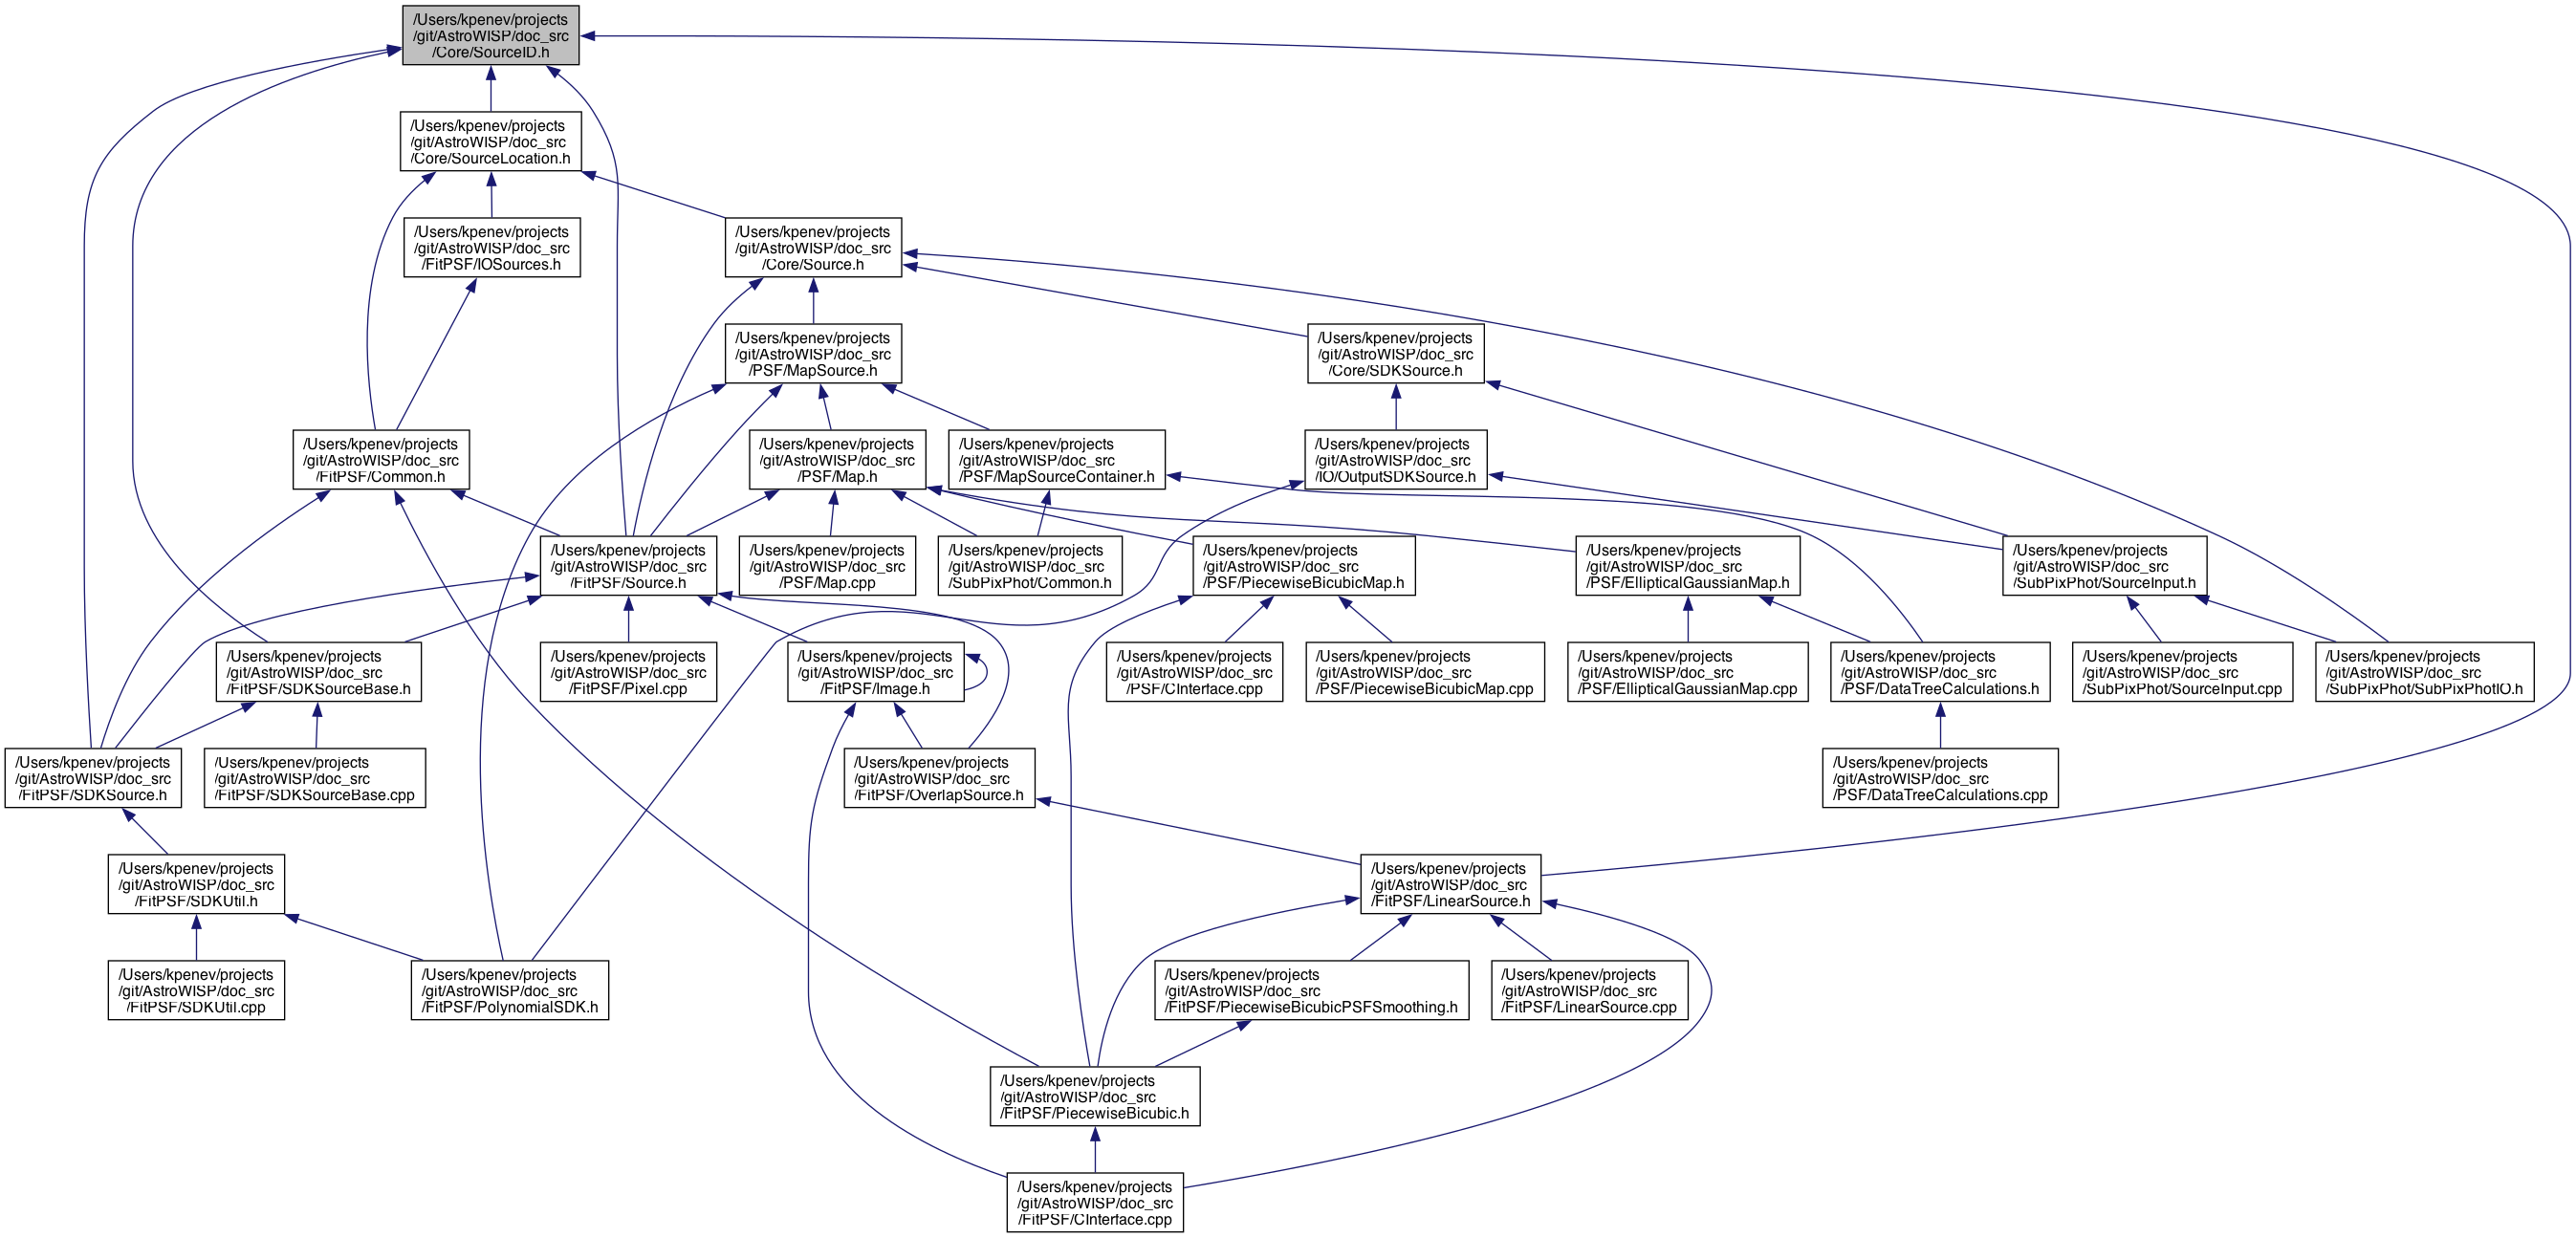 /Users/kpenev/projects
/git/AstroWISP/doc_src
/Core/SourceID.h
/Users/kpenev/projects
/git/AstroWISP/doc_src
/Core/SourceLocation.h
/Users/kpenev/projects
/git/AstroWISP/doc_src
/FitPSF/IOSources.h
/Users/kpenev/projects
/git/AstroWISP/doc_src
/Core/Source.h
/Users/kpenev/projects
/git/AstroWISP/doc_src
/PSF/MapSource.h
/Users/kpenev/projects
/git/AstroWISP/doc_src
/Core/SDKSource.h
/Users/kpenev/projects
/git/AstroWISP/doc_src
/FitPSF/Common.h
/Users/kpenev/projects
/git/AstroWISP/doc_src
/PSF/Map.h
/Users/kpenev/projects
/git/AstroWISP/doc_src
/PSF/MapSourceContainer.h
/Users/kpenev/projects
/git/AstroWISP/doc_src
/IO/OutputSDKSource.h
/Users/kpenev/projects
/git/AstroWISP/doc_src
/FitPSF/Source.h
/Users/kpenev/projects
/git/AstroWISP/doc_src
/PSF/Map.cpp
/Users/kpenev/projects
/git/AstroWISP/doc_src
/SubPixPhot/Common.h
/Users/kpenev/projects
/git/AstroWISP/doc_src
/PSF/PiecewiseBicubicMap.h
/Users/kpenev/projects
/git/AstroWISP/doc_src
/PSF/EllipticalGaussianMap.h
/Users/kpenev/projects
/git/AstroWISP/doc_src
/SubPixPhot/SourceInput.h
/Users/kpenev/projects
/git/AstroWISP/doc_src
/FitPSF/SDKSourceBase.h
/Users/kpenev/projects
/git/AstroWISP/doc_src
/FitPSF/Pixel.cpp
/Users/kpenev/projects
/git/AstroWISP/doc_src
/FitPSF/Image.h
/Users/kpenev/projects
/git/AstroWISP/doc_src
/PSF/CInterface.cpp
/Users/kpenev/projects
/git/AstroWISP/doc_src
/PSF/PiecewiseBicubicMap.cpp
/Users/kpenev/projects
/git/AstroWISP/doc_src
/PSF/EllipticalGaussianMap.cpp
/Users/kpenev/projects
/git/AstroWISP/doc_src
/PSF/DataTreeCalculations.h
/Users/kpenev/projects
/git/AstroWISP/doc_src
/SubPixPhot/SourceInput.cpp
/Users/kpenev/projects
/git/AstroWISP/doc_src
/SubPixPhot/SubPixPhotIO.h
/Users/kpenev/projects
/git/AstroWISP/doc_src
/FitPSF/SDKSource.h
/Users/kpenev/projects
/git/AstroWISP/doc_src
/FitPSF/SDKSourceBase.cpp
/Users/kpenev/projects
/git/AstroWISP/doc_src
/FitPSF/OverlapSource.h
/Users/kpenev/projects
/git/AstroWISP/doc_src
/PSF/DataTreeCalculations.cpp
/Users/kpenev/projects
/git/AstroWISP/doc_src
/FitPSF/SDKUtil.h
/Users/kpenev/projects
/git/AstroWISP/doc_src
/FitPSF/LinearSource.h
/Users/kpenev/projects
/git/AstroWISP/doc_src
/FitPSF/SDKUtil.cpp
/Users/kpenev/projects
/git/AstroWISP/doc_src
/FitPSF/PolynomialSDK.h
/Users/kpenev/projects
/git/AstroWISP/doc_src
/FitPSF/PiecewiseBicubicPSFSmoothing.h
/Users/kpenev/projects
/git/AstroWISP/doc_src
/FitPSF/LinearSource.cpp
/Users/kpenev/projects
/git/AstroWISP/doc_src
/FitPSF/PiecewiseBicubic.h
/Users/kpenev/projects
/git/AstroWISP/doc_src
/FitPSF/CInterface.cpp